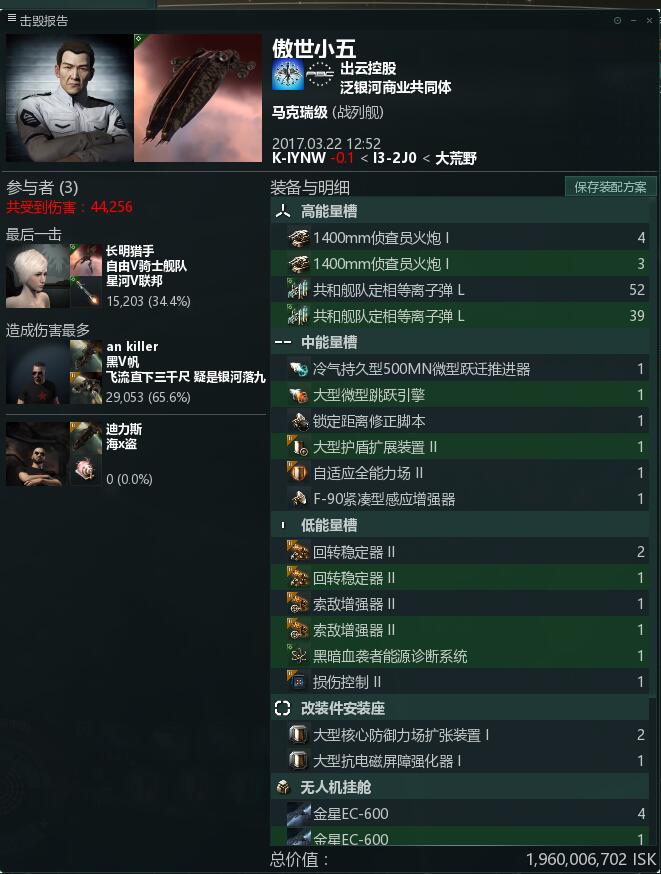 击毁报告
傲世小五
出云控股
泛银河商业共同体
马克瑞级 (战列舰)
2017.03.22 12:52
K-IYNW -0.1 < I3-2J0 < 大荒野
参与者 (3)
共受到伤害：44,256
最后一击
长明猎手
自由V骑士舰队
星河V联邦
15,203 (34.4%)
造成伤害最多
an killer
黑V帆
飞流直下三千尺 疑是银河落九
29,053 (65.6%)
迪力斯
海x盗
0 (0.0%)
装备与明细
保存装配方案
高能量槽
1400mm侦查员火炮 I 4
1400mm侦查员火炮 I 3
共和舰队定相等离子弹 L 52
共和舰队定相等离子弹 L 39
中能量槽
冷气持久型500MN微型跃迁推进器 1
大型微型跳跃引擎 1
锁定距离修正脚本 1
大型护盾扩展装置 II 1
自适应全能力场 II 1
F-90紧凑型感应增强器 1
低能量槽
回转稳定器 II 2
回转稳定器 II 1
索敌增强器 II 1
索敌增强器 II 1
黑暗血袭者能源诊断系统 1
损伤控制 II 1
改装件安装座
大型核心防御力场扩张装置 I 2
大型抗电磁屏障强化器 I 1
无人机挂舱
金星EC-600 4
金星EC-600 1
总价值： 1,960,006,702 ISK